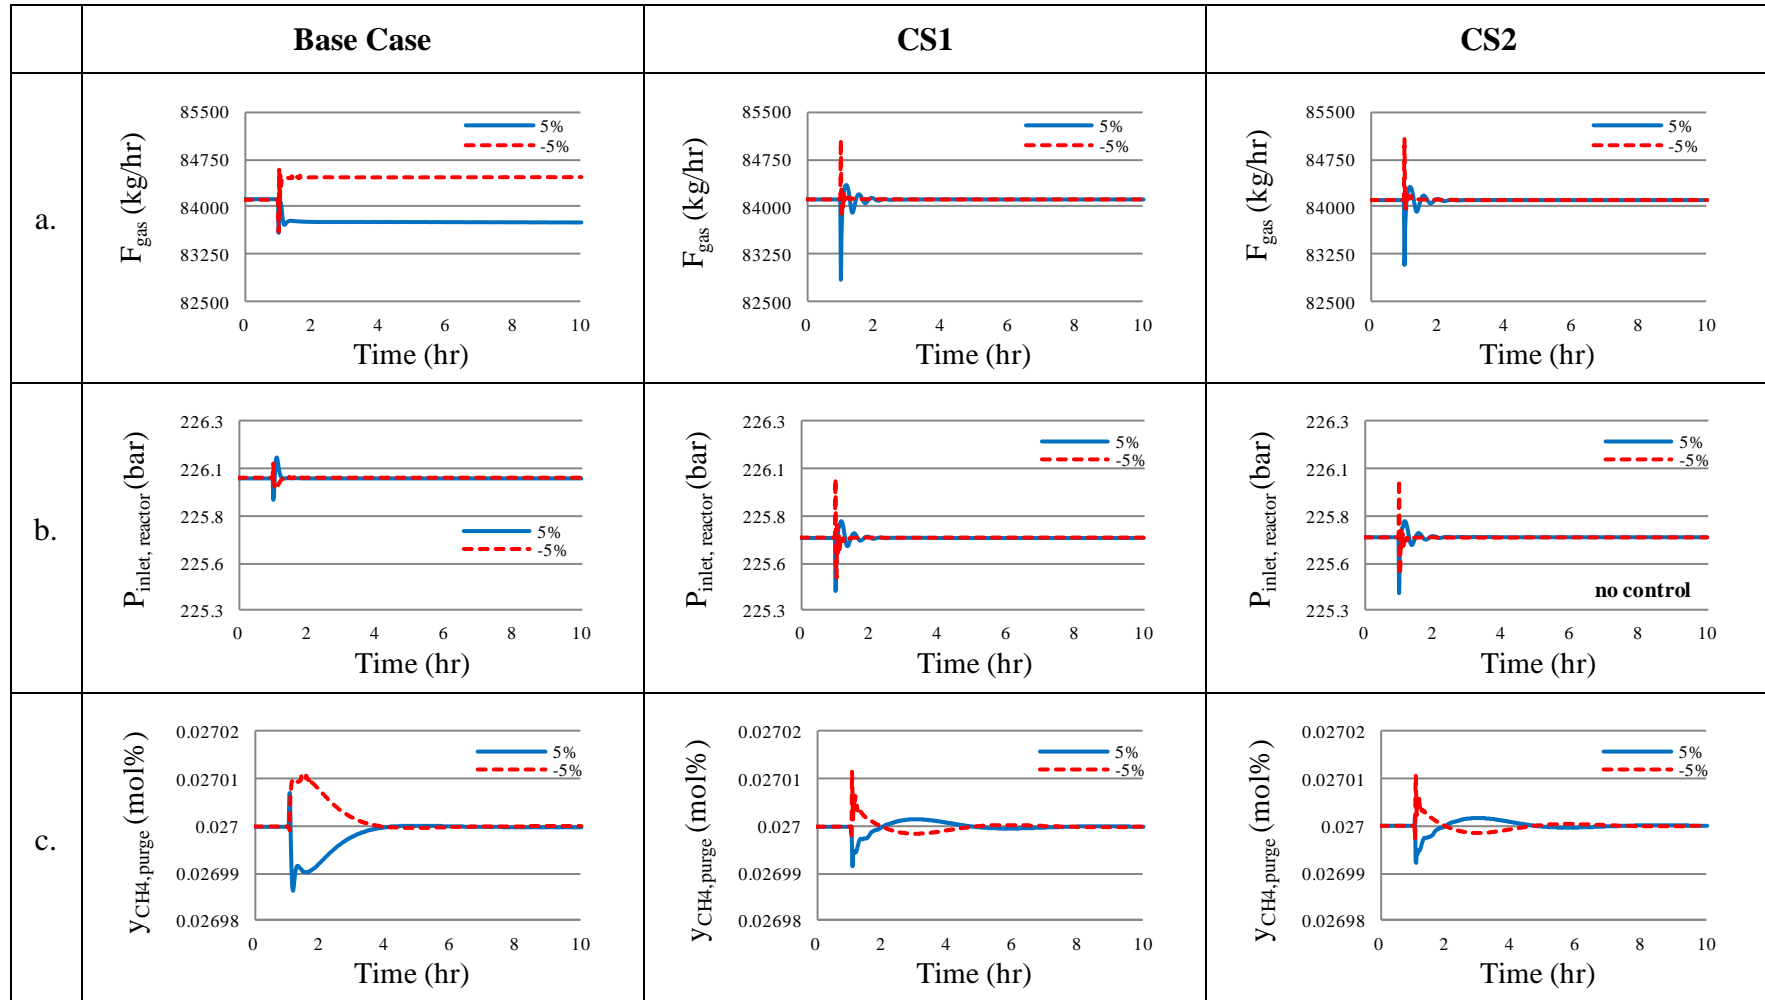 Base Case
CS1
CS2
a.
F_gas (kg/hr)
85500
84750
84000
83250
82500
5%
-5%
0 2 4 6 8 10
Time (hr)
F_gas (kg/hr)
85500
84750
84000
83250
82500
5%
-5%
0 2 4 6 8 10
Time (hr)
F_gas (kg/hr)
85500
84750
84000
83250
82500
5%
-5%
0 2 4 6 8 10
Time (hr)
b.
P_inlet, reactor (bar)
226.3
226.1
225.8
225.6
225.3
5%
-5%
0 2 4 6 8 10
Time (hr)
P_inlet, reactor (bar)
226.3
226.1
225.8
225.6
225.3
5%
-5%
0 2 4 6 8 10
Time (hr)
P_inlet, reactor (bar)
226.3
226.1
225.8
225.6
225.3
5%
-5%
no control
0 2 4 6 8 10
Time (hr)
c.
y_CH4,purge (mol%)
0.02702
0.02701
0.027
0.02699
0.02698
5%
-5%
0 2 4 6 8 10
Time (hr)
y_CH4,purge (mol%)
0.02702
0.02701
0.027
0.02699
0.02698
5%
-5%
0 2 4 6 8 10
Time (hr)
y_CH4,purge (mol%)
0.02702
0.02701
0.027
0.02699
0.02698
5%
-5%
0 2 4 6 8 10
Time (hr)